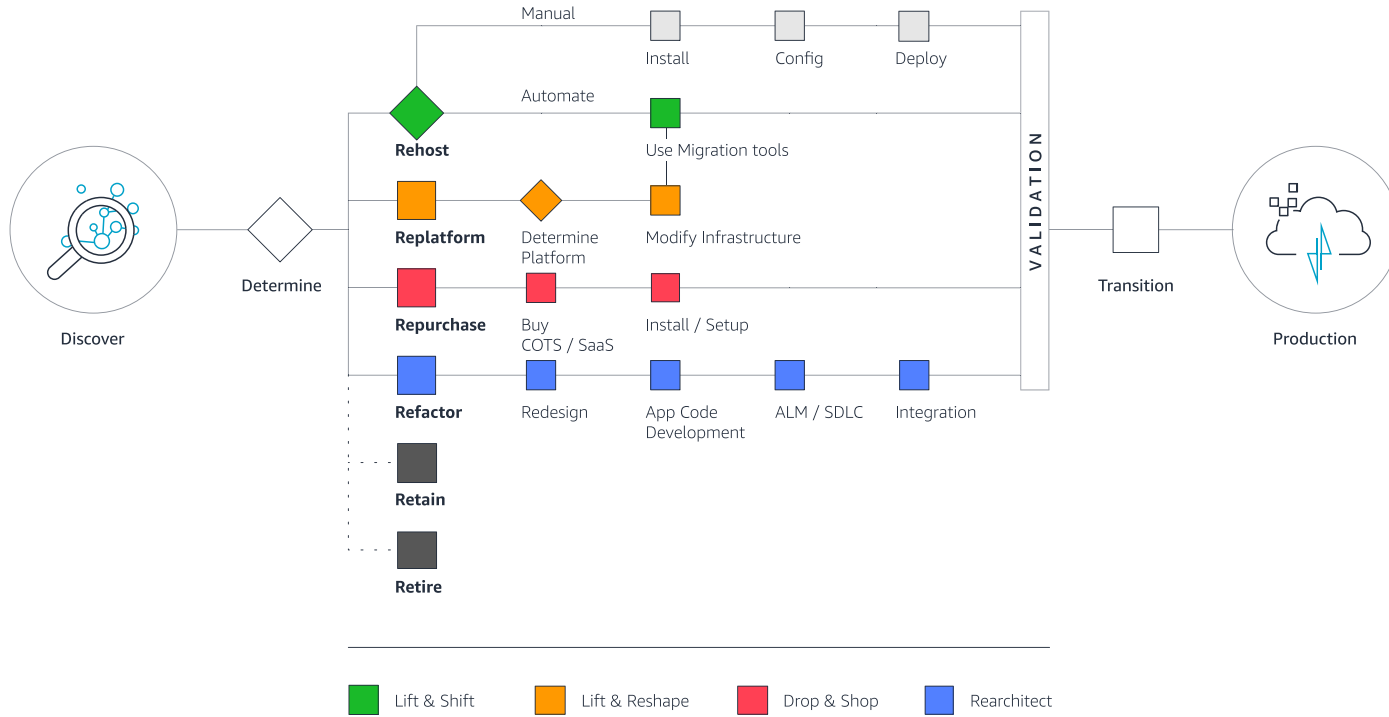 Manual
Install
Config
Deploy
Automate
Rehost
Use Migration tools
VALIDATION
Replatform
Determine
Platform
Modify Infrastructure
Determine
Transition
Repurchase
Buy
COTS / SaaS
Install / Setup
Discover
Production
Refactor
Redesign
App Code
Development
ALM / SDLC
Integration
Retain
Retire
Lift & Shift
Lift & Reshape
Drop & Shop
Rearchitect